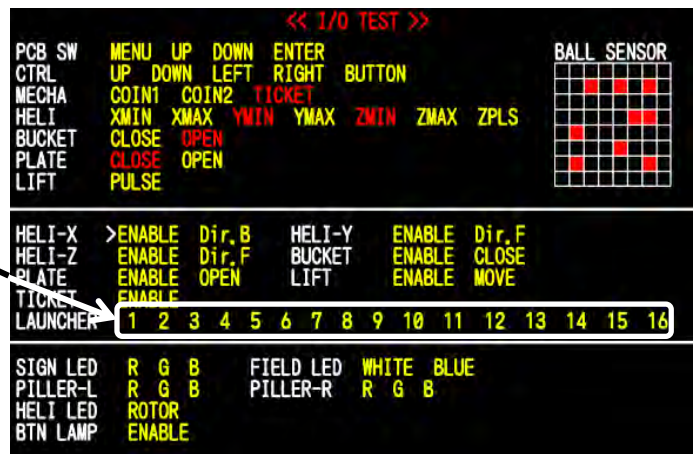 << I/O TEST >>
PCB SW MENU UP DOWN ENTER BALL SENSOR
CTRL UP DOWN LEFT RIGHT BUTTON
MECHA COIN1 COIN2 TICKET
HELI XMIN XMAX YMIN YMAX ZMIN ZMAX ZPLS
BUCKET CLOSE OPEN
PLATE CLOSE OPEN
LIFT PULSE
HELI-X >ENABLE Dir.B HELI-Y ENABLE Dir.F
HELI-Z ENABLE Dir.F BUCKET ENABLE CLOSE
PLATE ENABLE OPEN LIFT ENABLE MOVE
TICKET ENABLE
LAUNCHER 1 2 3 4 5 6 7 8 9 10 11 12 13 14 15 16
SIGN LED R G B FIELD LED WHITE BLUE
PILLER-L R G B PILLER-R R G B
HELI LED ROTOR
BTN LAMP ENABLE